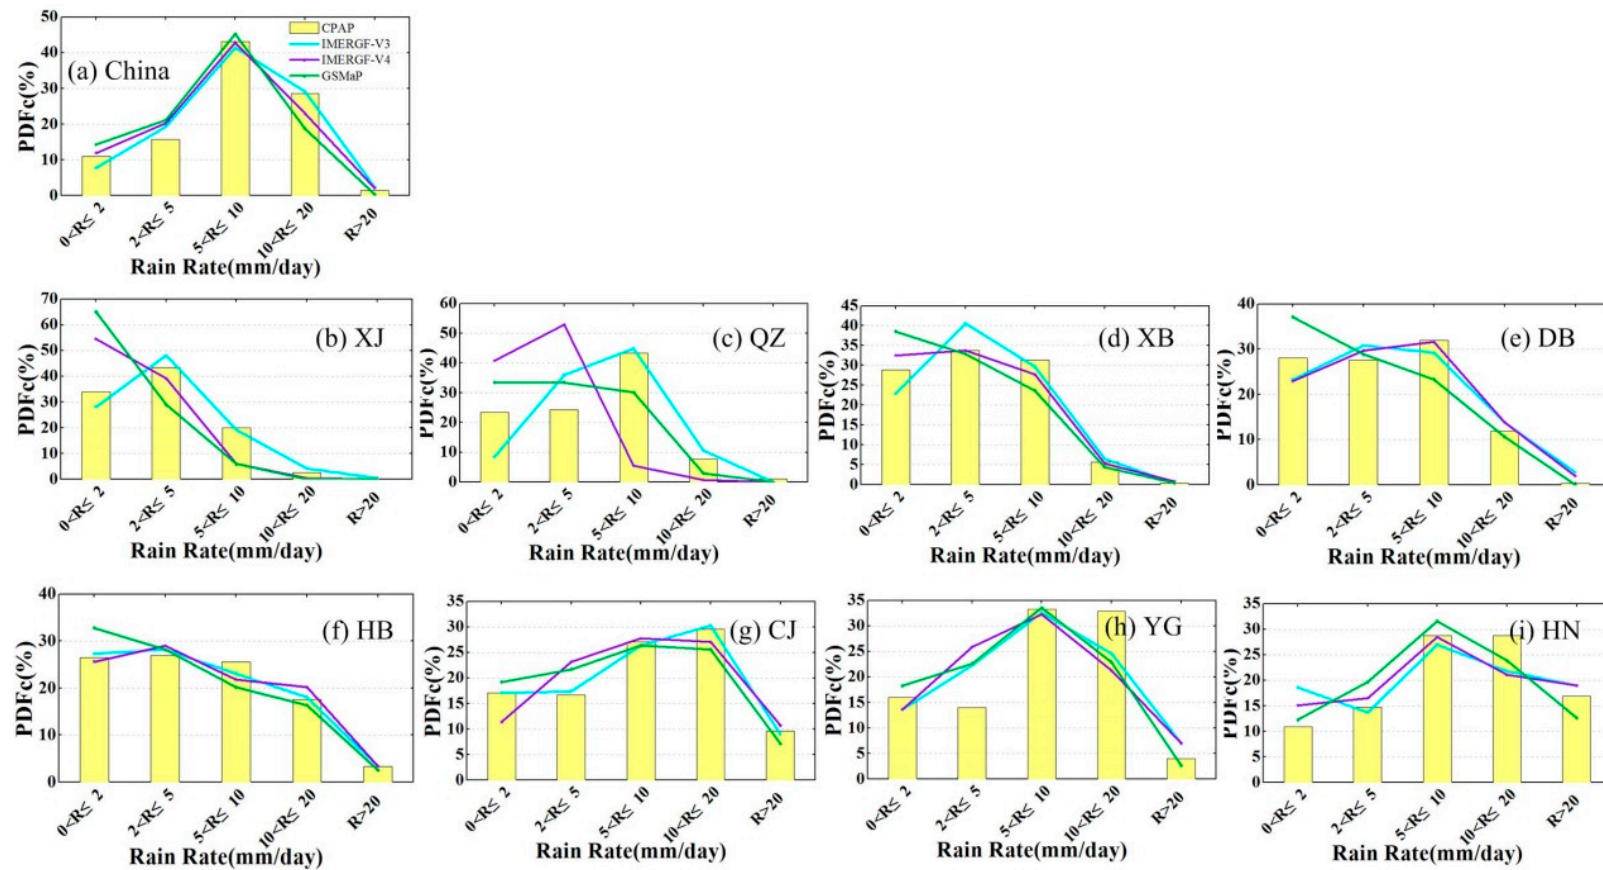 CPAP
IMERGF-V3
IMERGF-V4
GSMaP
(a) China
PDFc(%)
50
40
30
20
10
0
0<R≤ 2
2<R≤ 5
5<R≤ 10
10<R≤ 20
R>20
Rain Rate(mm/day)
(b) XJ
PDFc(%)
70
60
50
40
30
20
10
0
0<R≤ 2
2<R≤ 5
5<R≤ 10
10<R≤ 20
R>20
Rain Rate(mm/day)
(c) QZ
PDFc(%)
60
50
40
30
20
10
0
0<R≤ 2
2<R≤ 5
5<R≤ 10
10<R≤ 20
R>20
Rain Rate(mm/day)
(d) XB
PDFc(%)
45
40
35
30
25
20
15
10
5
0
0<R≤ 2
2<R≤ 5
5<R≤ 10
10<R≤ 20
R>20
Rain Rate(mm/day)
(e) DB
PDFc(%)
40
30
20
10
0
0<R≤ 2
2<R≤ 5
5<R≤ 10
10<R≤ 20
R>20
Rain Rate(mm/day)
(f) HB
PDFc(%)
40
30
20
10
0
0<R≤ 2
2<R≤ 5
5<R≤ 10
10<R≤ 20
R>20
Rain Rate(mm/day)
(g) CJ
PDFc(%)
35
30
25
20
15
10
5
0
0<R≤ 2
2<R≤ 5
5<R≤ 10
10<R≤ 20
R>20
Rain Rate(mm/day)
(h) YG
PDFc(%)
35
30
25
20
15
10
5
0
0<R≤ 2
2<R≤ 5
5<R≤ 10
10<R≤ 20
R>20
Rain Rate(mm/day)
(i) HN
PDFc(%)
35
30
25
20
15
10
5
0
0<R≤ 2
2<R≤ 5
5<R≤ 10
10<R≤ 20
R>20
Rain Rate(mm/day)